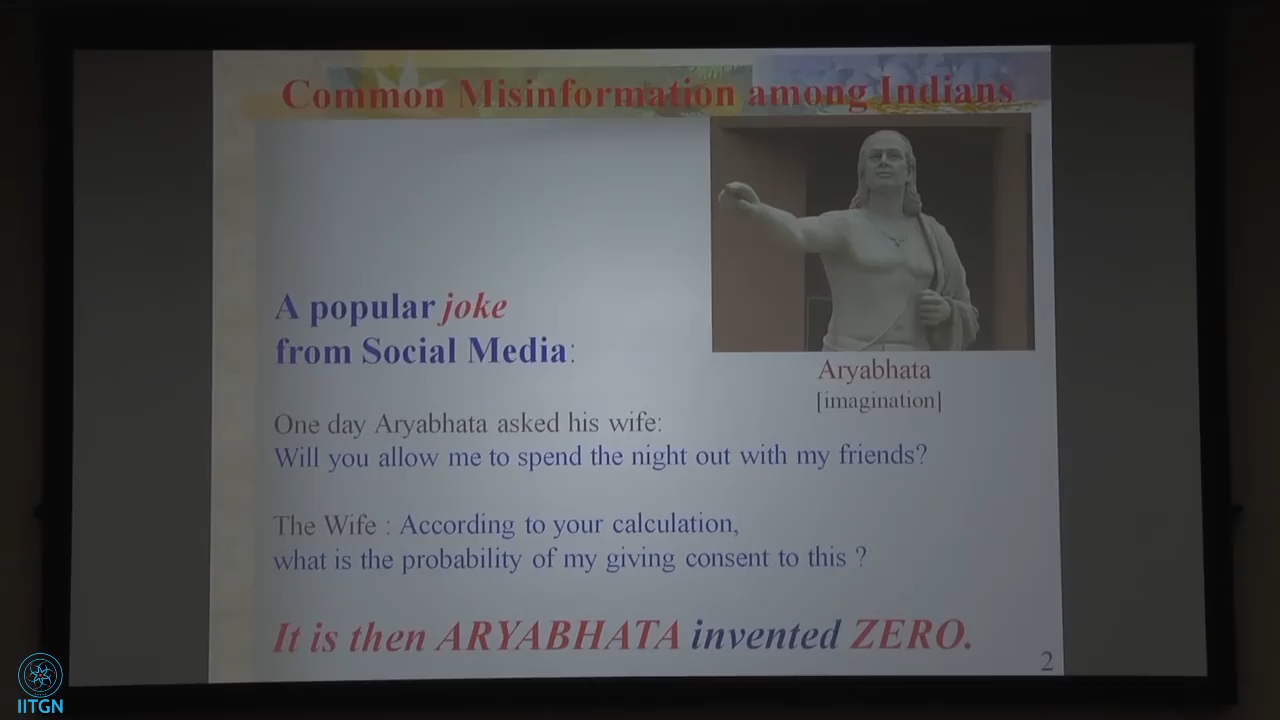 Common Misinformation among Indians
A popular joke
from Social Media:
Aryabhata
[imagination]
One day Aryabhata asked his wife:
Will you allow me to spend the night out with my friends?
The Wife : According to your calculation,
what is the probability of my giving consent to this ?
It is then ARYABHATA invented ZERO.
2
IITGN